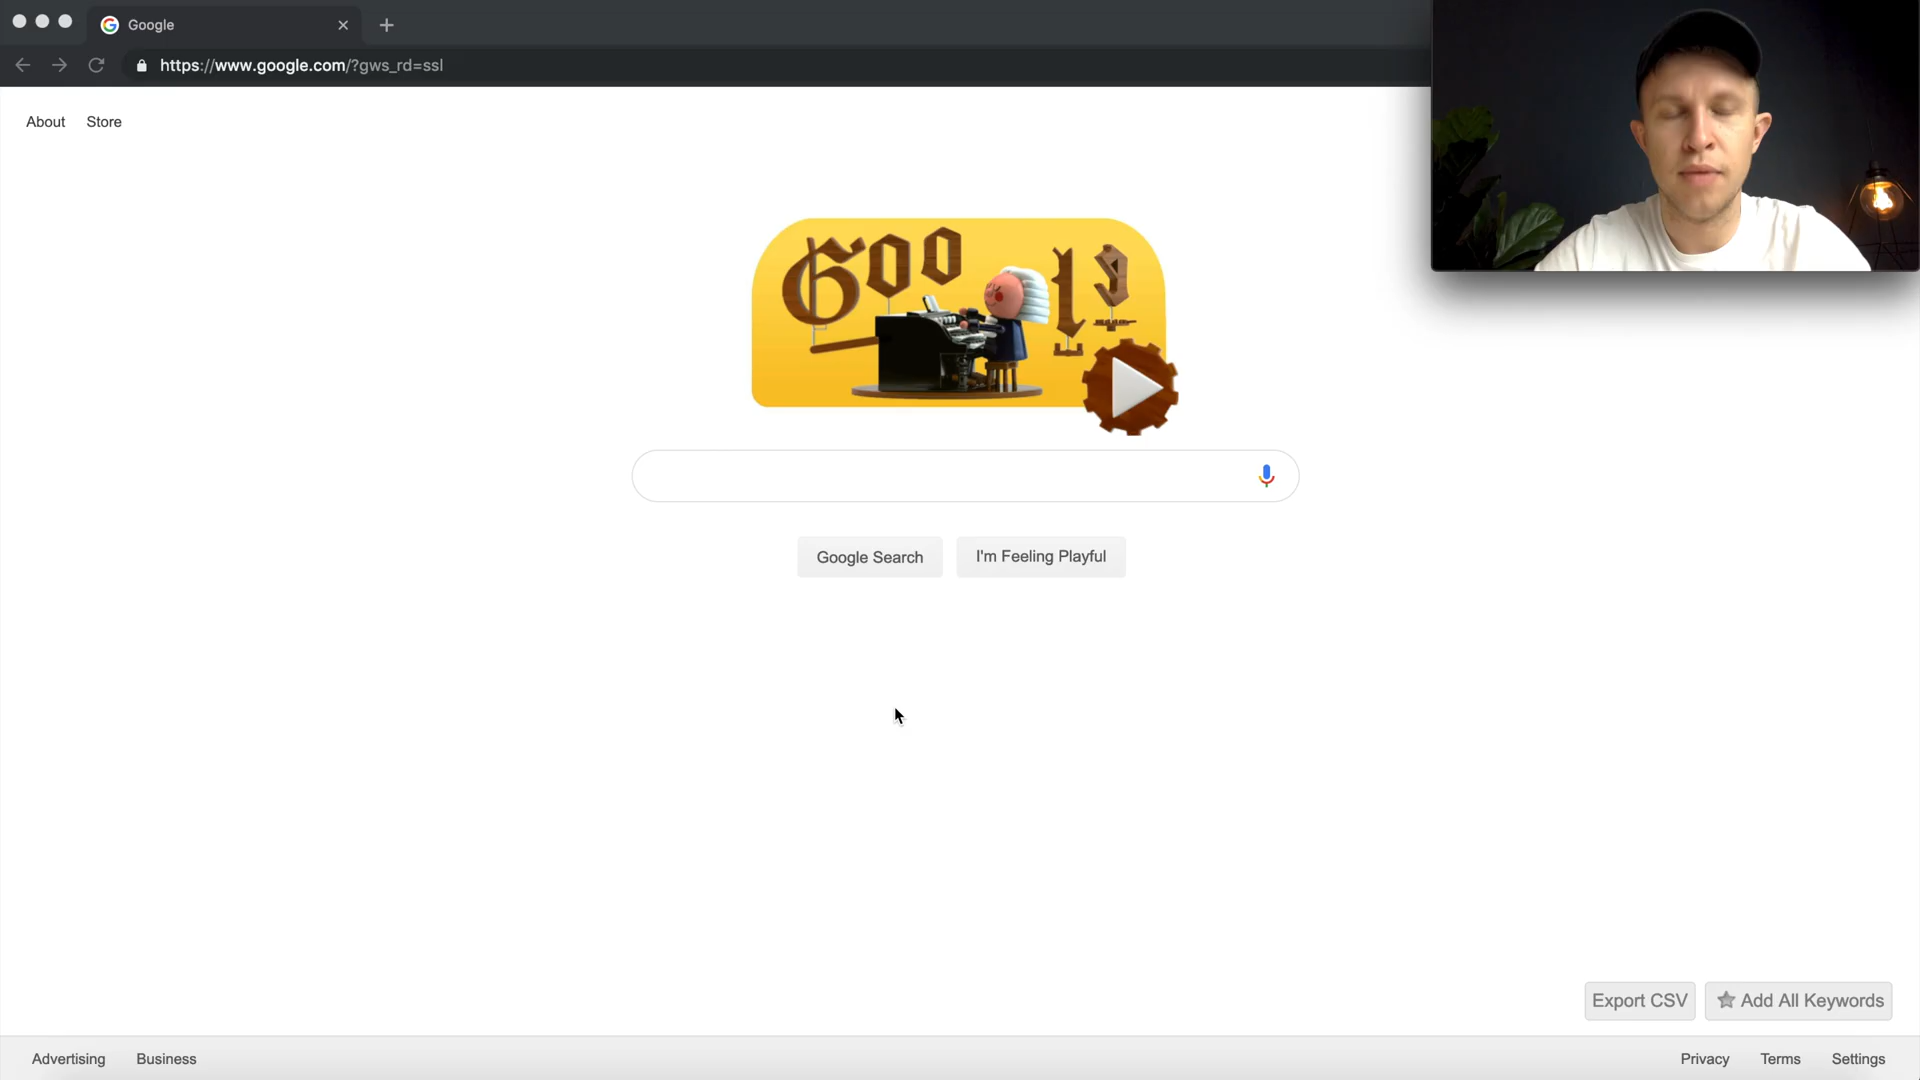 Google
https://www.google.com/?gws_rd=ssl
About Store
Google
Google Search I'm Feeling Playful
Export CSV Add All Keywords
Advertising Business Privacy Terms Settings